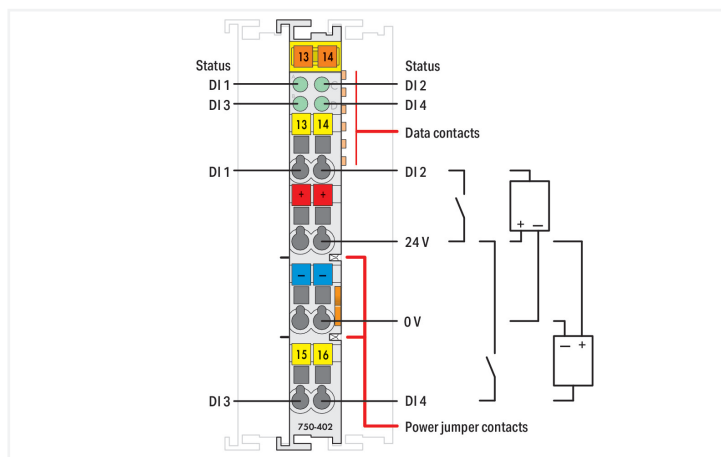 13 14
Status Status
DI 1 C DI 2
DI 3 D DI 4
13 14
Data contacts
DI 1 DI 2
+ +
+ −
24 V
− −
− +
0 V
15 16
DI 3 DI 4
Power jumper contacts
750-402